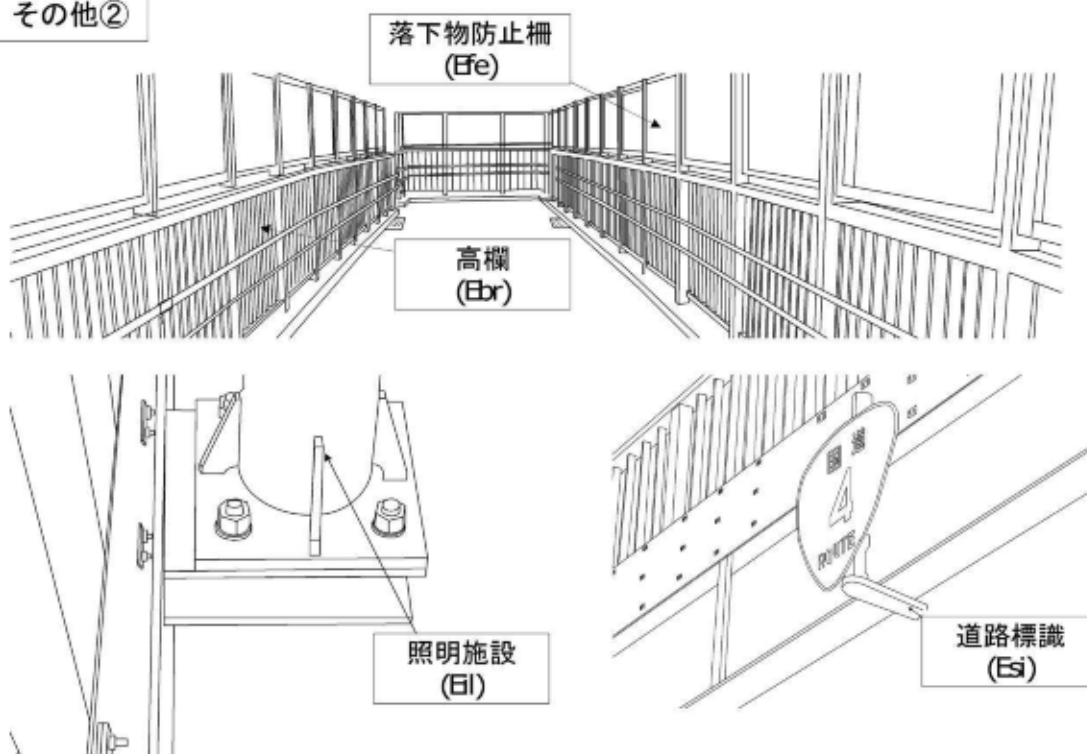 その他②
落下物防止柵
(Efe)
高欄
(Ebr)
照明施設
(Eil)
国道
4
ROUTE
道路標識
(Esi)